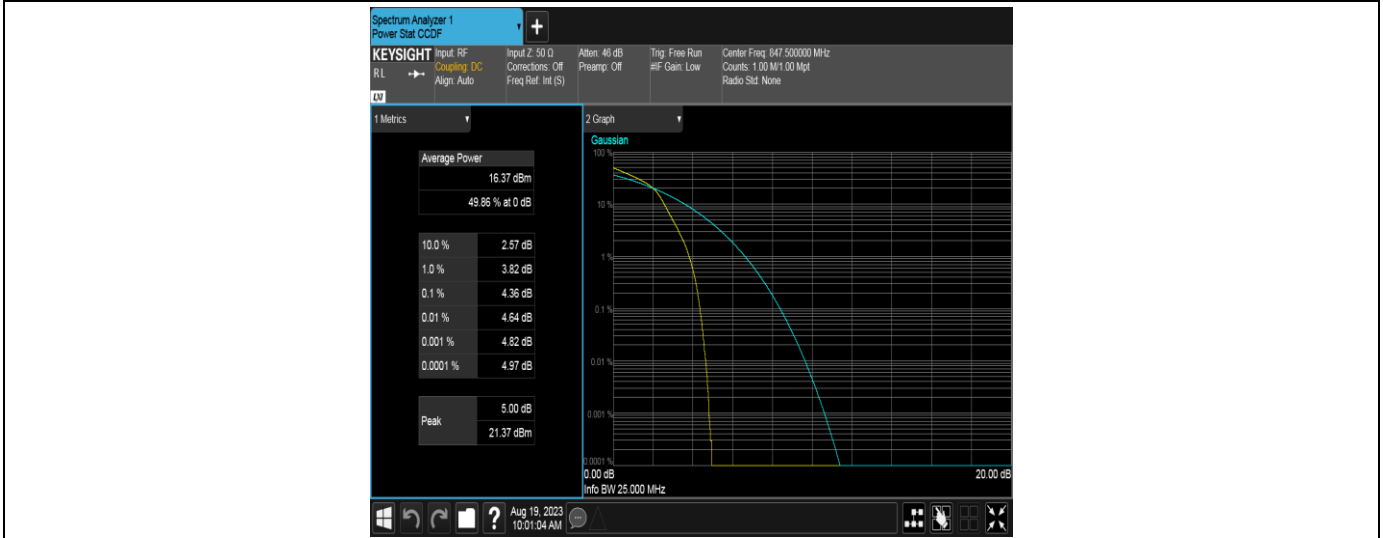 Spectrum Analyzer 1
Power Stat CCDF
+
KEYSIGHT
RL
LXI
Input: RF
Coupling: DC
Align: Auto
Input Z: 50 Ω
Corrections: Off
Freq Ref: Int (S)
Atten: 46 dB
Preamp: Off
Trig: Free Run
#IF Gain: Low
Center Freq: 847.500000 MHz
Counts: 1.00 M/1.00 Mpt
Radio Std: None
1 Metrics
Average Power
16.37 dBm
49.86 % at 0 dB
10.0 % 2.57 dB
1.0 % 3.82 dB
0.1 % 4.36 dB
0.01 % 4.64 dB
0.001 % 4.82 dB
0.0001 % 4.97 dB
Peak
5.00 dB
21.37 dBm
2 Graph
Gaussian
100 %
10 %
1 %
0.1 %
0.01 %
0.001 %
0.0001 %
0.00 dB 20.00 dB
Info BW 25.000 MHz
?
Aug 19, 2023
10:01:04 AM